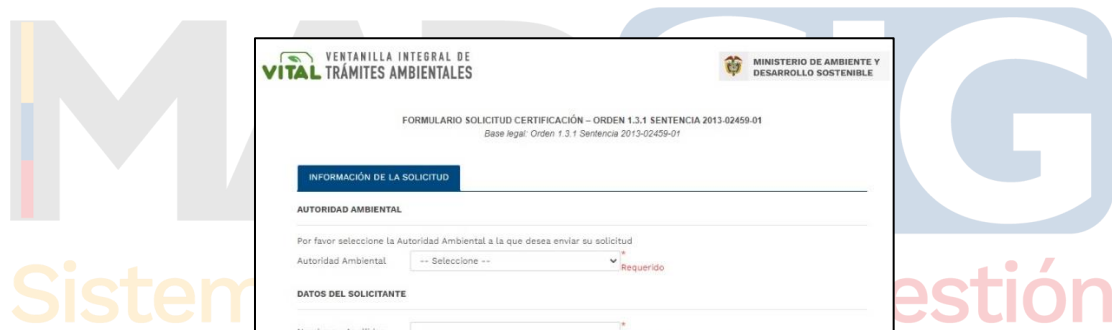 VENTANILLA INTEGRAL DE
VITAL TRÁMITES AMBIENTALES
MINISTERIO DE AMBIENTE Y
DESARROLLO SOSTENIBLE
FORMULARIO SOLICITUD CERTIFICACIÓN – ORDEN 1.3.1 SENTENCIA 2013-02459-01
Base legal: Orden 1.3.1 Sentencia 2013-02459-01
INFORMACIÓN DE LA SOLICITUD
AUTORIDAD AMBIENTAL
Por favor seleccione la Autoridad Ambiental a la que desea enviar su solicitud
Autoridad Ambiental -- Seleccione -- *
Requerido
DATOS DEL SOLICITANTE
*